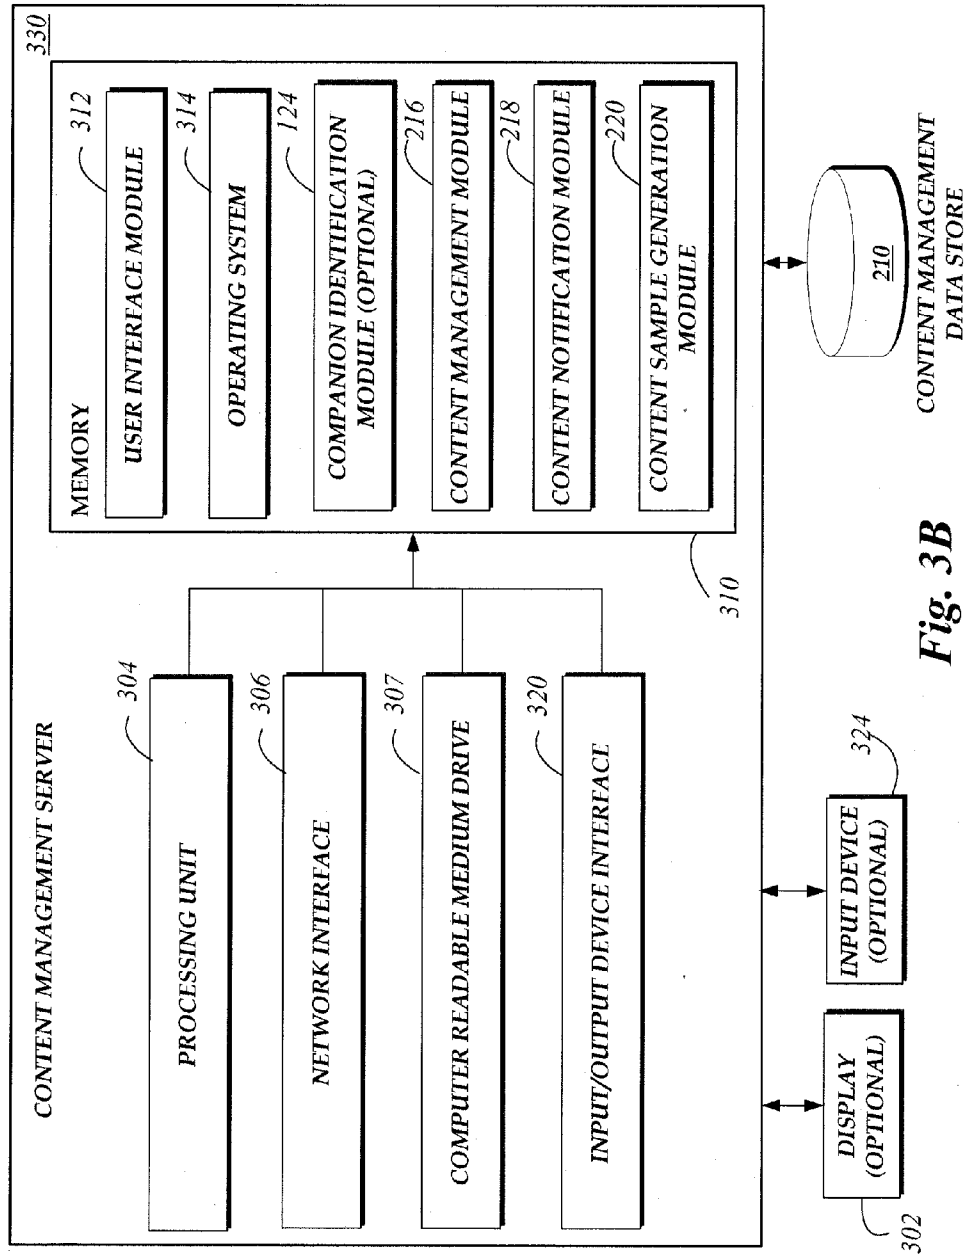 330
CONTENT MANAGEMENT SERVER
MEMORY
304
PROCESSING UNIT
306
NETWORK INTERFACE
307
COMPUTER READABLE MEDIUM DRIVE
320
INPUT/OUTPUT DEVICE INTERFACE
312
USER INTERFACE MODULE
314
OPERATING SYSTEM
124
COMPANION IDENTIFICATION
MODULE (OPTIONAL)
216
CONTENT MANAGEMENT MODULE
218
CONTENT NOTIFICATION MODULE
220
CONTENT SAMPLE GENERATION
MODULE
310
DISPLAY
(OPTIONAL)
302
INPUT DEVICE
(OPTIONAL)
324
210
CONTENT MANAGEMENT
DATA STORE
Fig. 3B